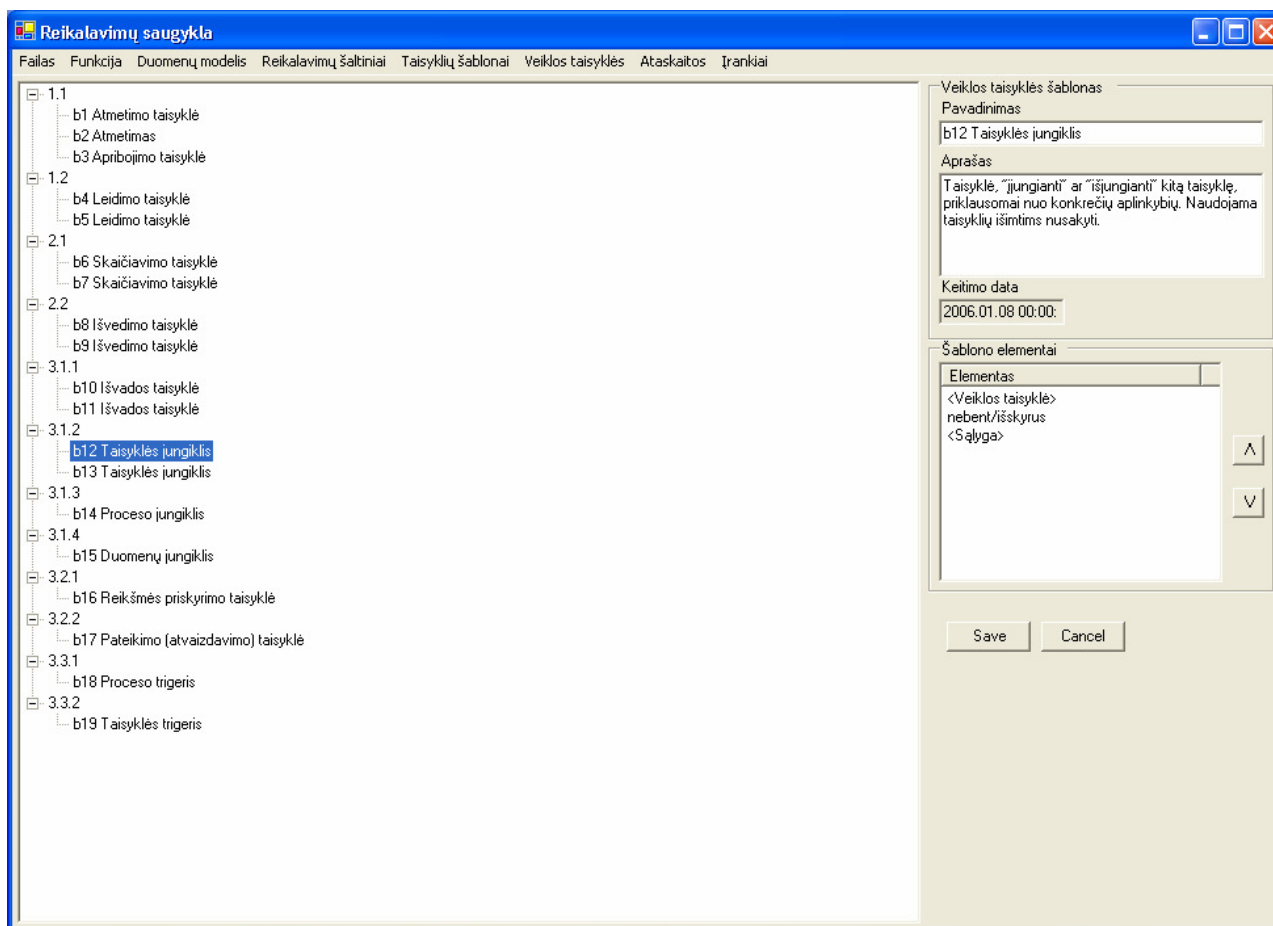 Reikalavimų saugykla
Failas Funkcija Duomenų modelis Reikalavimų šaltiniai Taisyklių šablonai Veiklos taisyklės Ataskaitos Įrankiai
1.1
b1 Atmetimo taisyklė
b2 Atmetimas
b3 Apribojimo taisyklė
1.2
b4 Leidimo taisyklė
b5 Leidimo taisyklė
2.1
b6 Skaičiavimo taisyklė
b7 Skaičiavimo taisyklė
2.2
b8 Išvedimo taisyklė
b9 Išvedimo taisyklė
3.1.1
b10 Išvados taisyklė
b11 Išvados taisyklė
3.1.2
b12 Taisyklės jungiklis
b13 Taisyklės jungiklis
3.1.3
b14 Proceso jungiklis
3.1.4
b15 Duomenų jungiklis
3.2.1
b16 Reikšmės priskyrimo taisyklė
3.2.2
b17 Pateikimo (atvaizdavimo) taisyklė
3.3.1
b18 Proceso trigeris
3.3.2
b19 Taisyklės trigeris
Veiklos taisyklės šablonas
Pavadinimas
b12 Taisyklės jungiklis
Aprašas
Taisyklė, ˝įjungianti˝ ar ˝išjungianti˝ kitą taisyklę,
priklausomai nuo konkrečių aplinkybių. Naudojama
taisyklių išimtims nusakyti.
Keitimo data
2006.01.08 00:00:
Šablono elementai
Elementas
<Veiklos taisyklė>
nebent/išskyrus
<Sąlyga>
Λ
V
Save Cancel